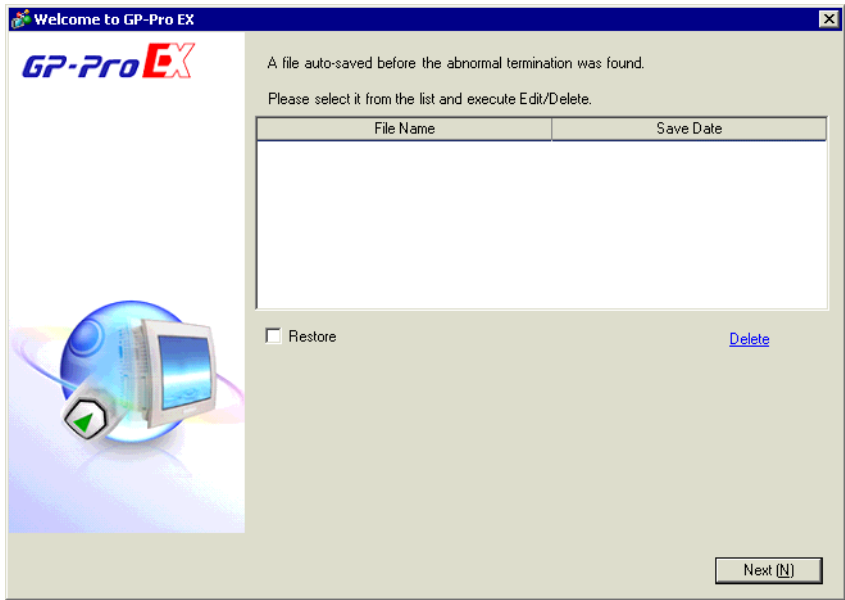 Welcome to GP-Pro EX
GP-Pro EX
A file auto-saved before the abnormal termination was found.
Please select it from the list and execute Edit/Delete.
File Name Save Date
Restore Delete
Next (N)